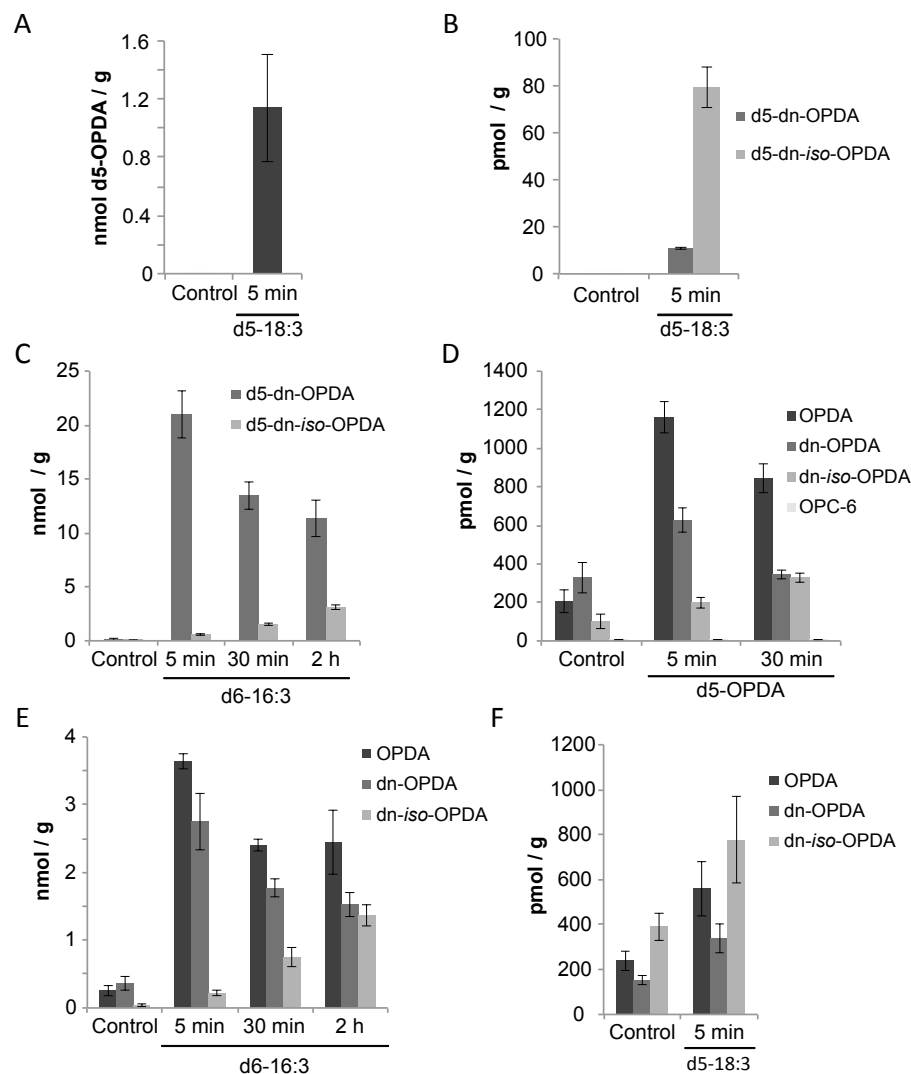 A
nmol d5-OPDA / g
1.6
1.2
0.8
0.4
0
Control
5 min
d5-18:3
B
pmol / g
100
80
60
40
20
0
Control
5 min
d5-18:3
d5-dn-OPDA
d5-dn-iso-OPDA
C
nmol / g
25
20
15
10
5
0
Control
5 min
30 min
2 h
d6-16:3
d5-dn-OPDA
d5-dn-iso-OPDA
D
pmol / g
1400
1200
1000
800
600
400
200
0
Control
5 min
30 min
d5-OPDA
OPDA
dn-OPDA
dn-iso-OPDA
OPC-6
E
nmol / g
4
3
2
1
0
Control
5 min
30 min
2 h
d6-16:3
OPDA
dn-OPDA
dn-iso-OPDA
F
pmol / g
1200
1000
800
600
400
200
0
Control
5 min
d5-18:3
OPDA
dn-OPDA
dn-iso-OPDA